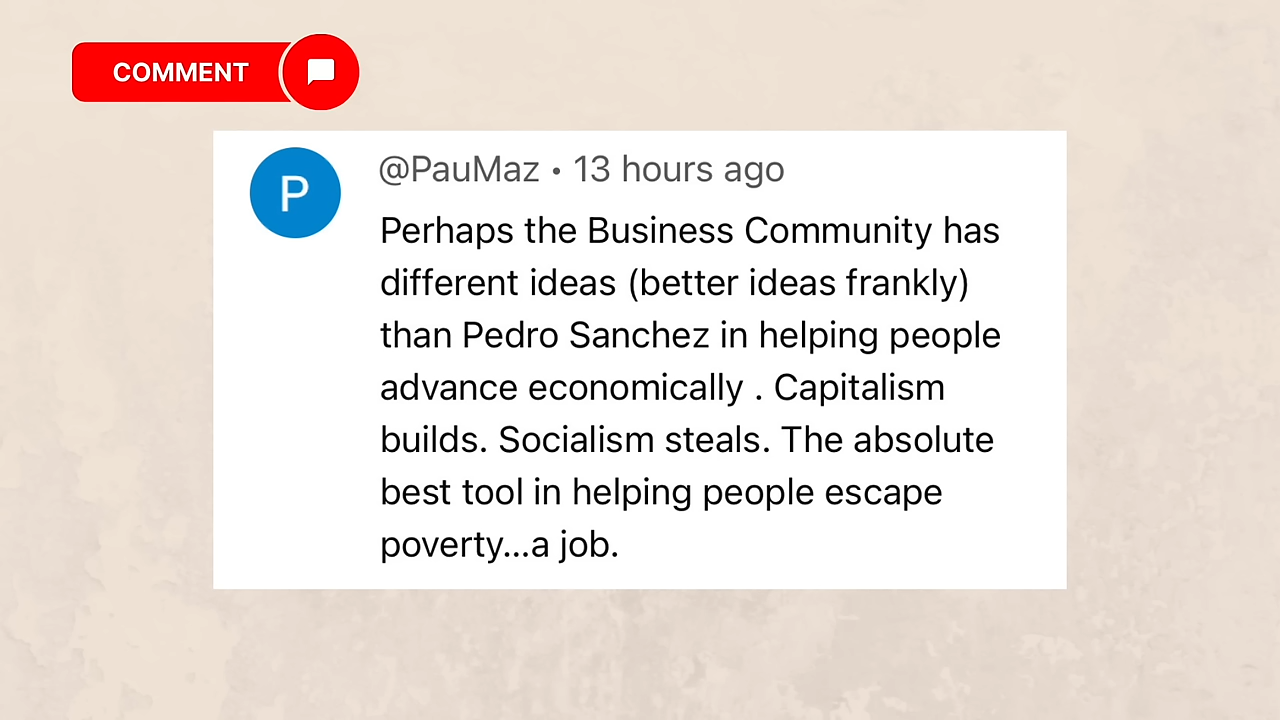 COMMENT
P
@PauMaz • 13 hours ago
Perhaps the Business Community has
different ideas (better ideas frankly)
than Pedro Sanchez in helping people
advance economically . Capitalism
builds. Socialism steals. The absolute
best tool in helping people escape
poverty...a job.